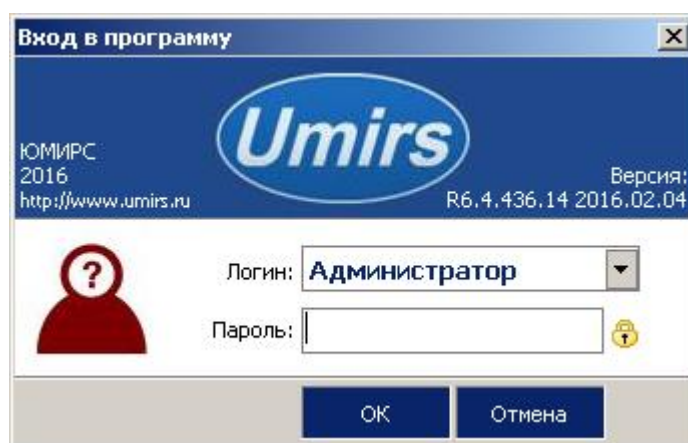 Вход в программу
Umirs
ЮМИРС
2016
http://www.umirs.ru
Версия:
R6.4.436.14 2016.02.04
?
Логин: Администратор
Пароль:
ОК Отмена